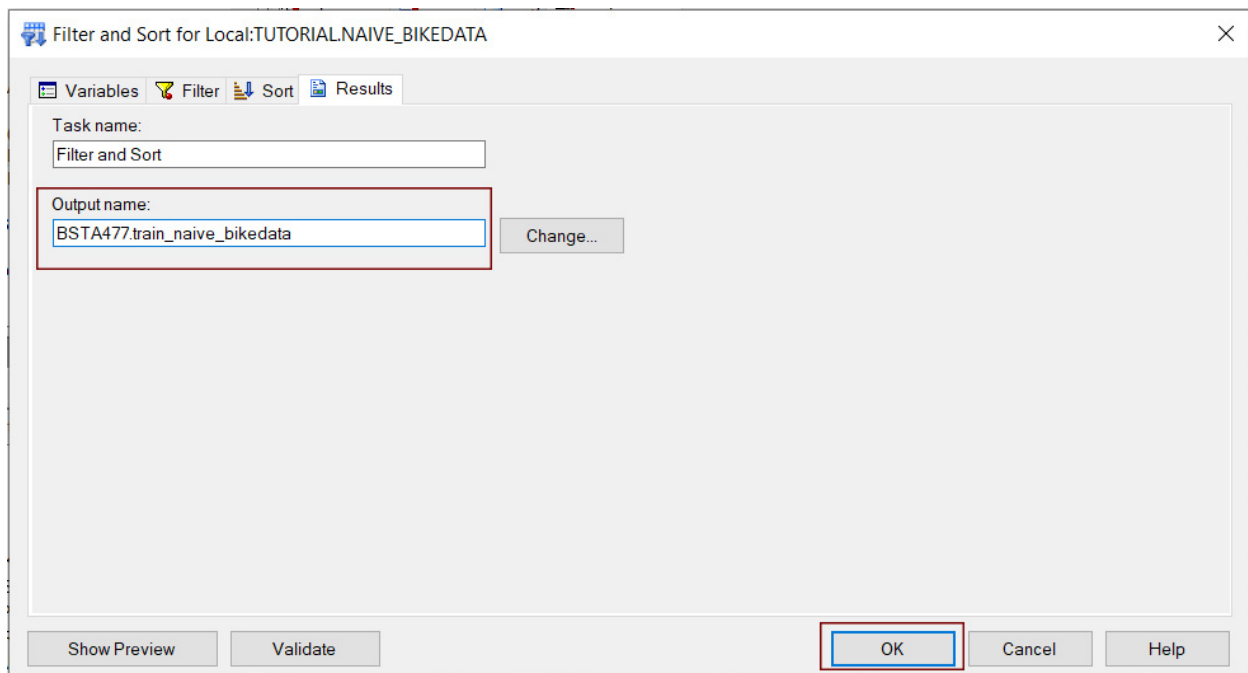 Filter and Sort for Local:TUTORIAL.NAIVE_BIKEDATA
Variables Filter Sort Results
Task name:
Filter and Sort
Output name:
BSTA477.train_naive_bikedata
Change...
Show Preview Validate OK Cancel Help